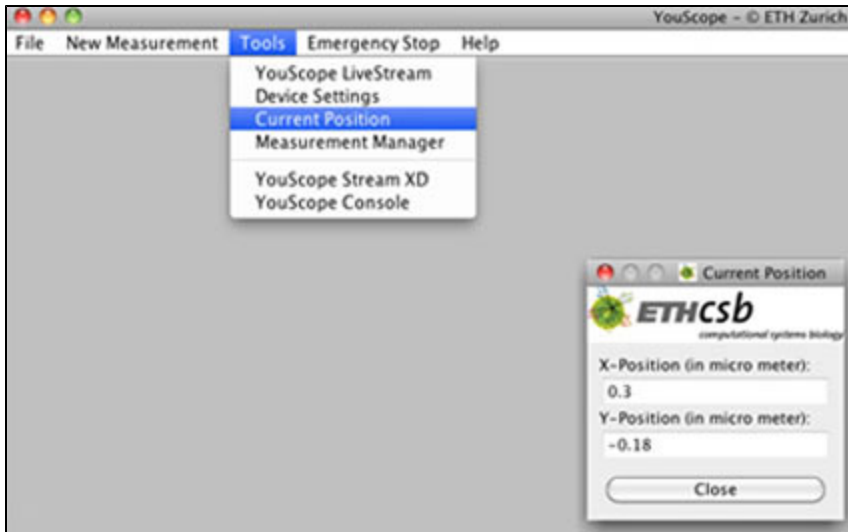 YouScope - © ETH Zurich
File New Measurement Tools Emergency Stop Help
YouScope LiveStream
Device Settings
Current Position
Measurement Manager
YouScope Stream XD
YouScope Console
Current Position
ETH csb
computational systems biology
X-Position (in micro meter):
0.3
Y-Position (in micro meter):
-0.18
Close